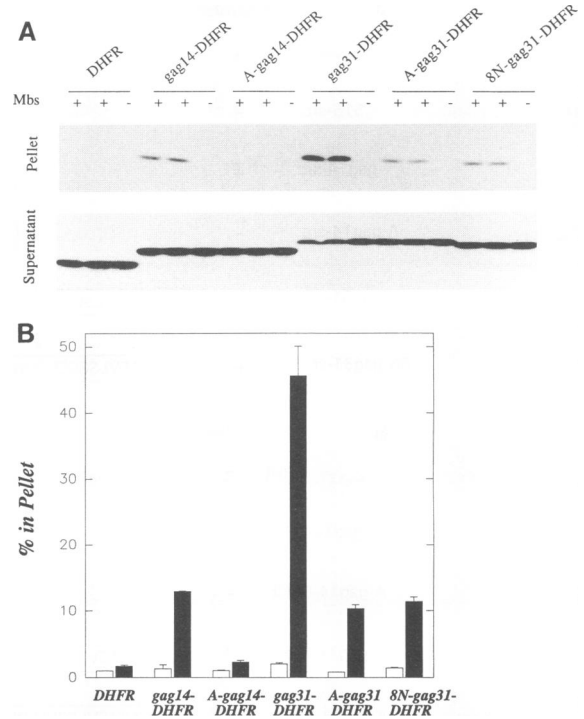 A
DHFR gag14-DHFR A-gag14-DHFR gag31-DHFR A-gag31-DHFR 8N-gag31-DHFR
Mbs + + - + + - + + - + + - + + - + + -
Pellet
Supernatant
B
50
40
30
20
10
0
% in Pellet
DHFR gag14- A-gag14- gag31- A-gag31 8N-gag31-
DHFR DHFR DHFR DHFR DHFR